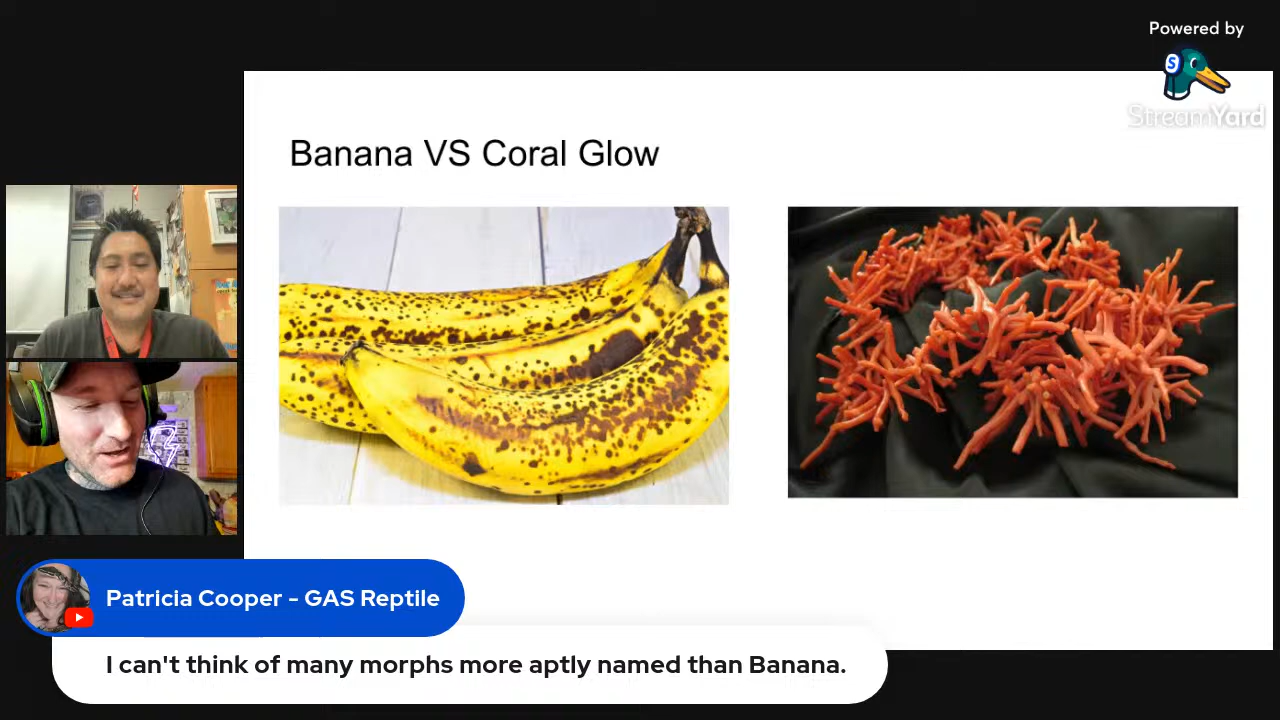 Powered by
StreamYard
Banana VS Coral Glow
Patricia Cooper - GAS Reptile
I can't think of many morphs more aptly named than Banana.